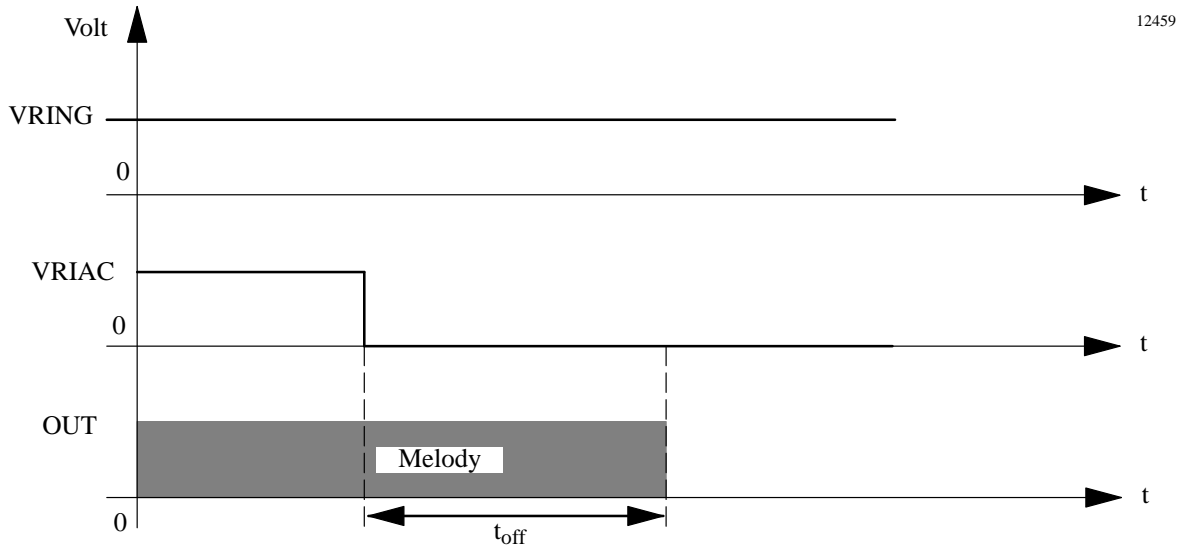 12459
Volt
VRING
0
t
VRIAC
0
t
OUT
Melody
t
0
toff